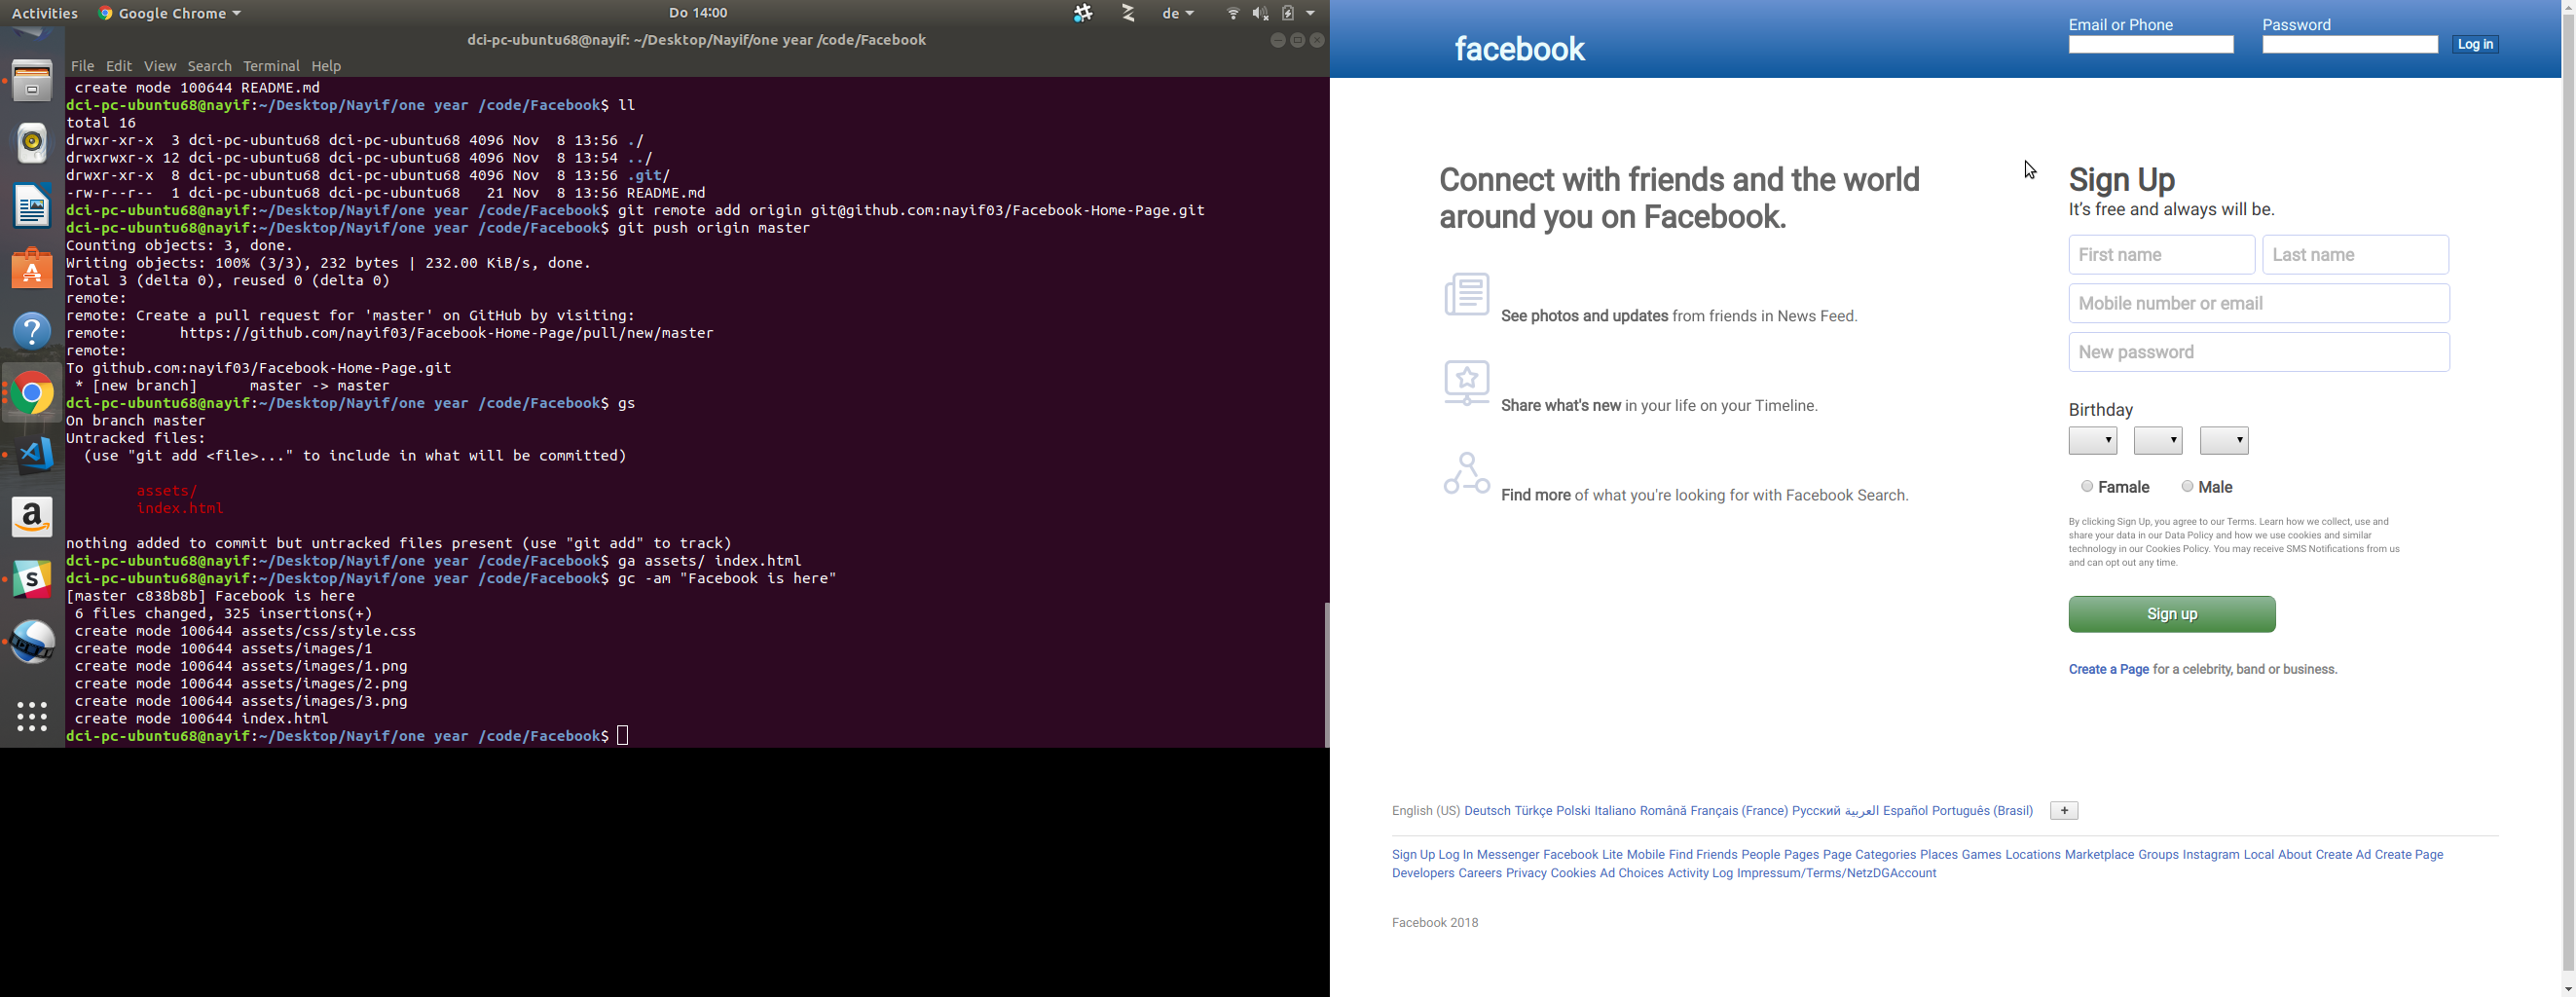 Activities Google Chrome Do 14:00 de
dci-pc-ubuntu68@nayif: ~/Desktop/Nayif/one year /code/Facebook
File Edit View Search Terminal Help
create mode 100644 README.md
dci-pc-ubuntu68@nayif:~/Desktop/Nayif/one year /code/Facebook$ ll
total 16
drwxr-xr-x 3 dci-pc-ubuntu68 dci-pc-ubuntu68 4096 Nov 8 13:56 ./
drwxrwxr-x 12 dci-pc-ubuntu68 dci-pc-ubuntu68 4096 Nov 8 13:54 ../
drwxr-xr-x 8 dci-pc-ubuntu68 dci-pc-ubuntu68 4096 Nov 8 13:56 .git/
-rw-r--r-- 1 dci-pc-ubuntu68 dci-pc-ubuntu68 21 Nov 8 13:56 README.md
dci-pc-ubuntu68@nayif:~/Desktop/Nayif/one year /code/Facebook$ git remote add origin git@github.com:nayif03/Facebook-Home-Page.git
dci-pc-ubuntu68@nayif:~/Desktop/Nayif/one year /code/Facebook$ git push origin master
Counting objects: 3, done.
Writing objects: 100% (3/3), 232 bytes | 232.00 KiB/s, done.
Total 3 (delta 0), reused 0 (delta 0)
remote:
remote: Create a pull request for 'master' on GitHub by visiting:
remote: https://github.com/nayif03/Facebook-Home-Page/pull/new/master
remote:
To github.com:nayif03/Facebook-Home-Page.git
* [new branch] master -> master
dci-pc-ubuntu68@nayif:~/Desktop/Nayif/one year /code/Facebook$ gs
On branch master
Untracked files:
(use "git add <file>..." to include in what will be committed)
assets/
index.html
nothing added to commit but untracked files present (use "git add" to track)
dci-pc-ubuntu68@nayif:~/Desktop/Nayif/one year /code/Facebook$ ga assets/ index.html
dci-pc-ubuntu68@nayif:~/Desktop/Nayif/one year /code/Facebook$ gc -am "Facebook is here"
[master c838b8b] Facebook is here
6 files changed, 325 insertions(+)
create mode 100644 assets/css/style.css
create mode 100644 assets/images/1
create mode 100644 assets/images/1.png
create mode 100644 assets/images/2.png
create mode 100644 assets/images/3.png
create mode 100644 index.html
dci-pc-ubuntu68@nayif:~/Desktop/Nayif/one year /code/Facebook$
facebook
Email or Phone Password
Log in
Connect with friends and the world
around you on Facebook.
See photos and updates from friends in News Feed.
Share what's new in your life on your Timeline.
Find more of what you're looking for with Facebook Search.
Sign Up
It's free and always will be.
First name Last name
Mobile number or email
New password
Birthday
Famale Male
By clicking Sign Up, you agree to our Terms. Learn how we collect, use and
share your data in our Data Policy and how we use cookies and similar
technology in our Cookies Policy. You may receive SMS Notifications from us
and can opt out any time.
Sign up
Create a Page for a celebrity, band or business.
English (US) Deutsch Türkçe Polski Italiano Română Français (France) Русский العربية Español Português (Brasil) +
Sign Up Log In Messenger Facebook Lite Mobile Find Friends People Pages Page Categories Places Games Locations Marketplace Groups Instagram Local About Create Ad Create Page
Developers Careers Privacy Cookies Ad Choices Activity Log Impressum/Terms/NetzDGAccount
Facebook 2018